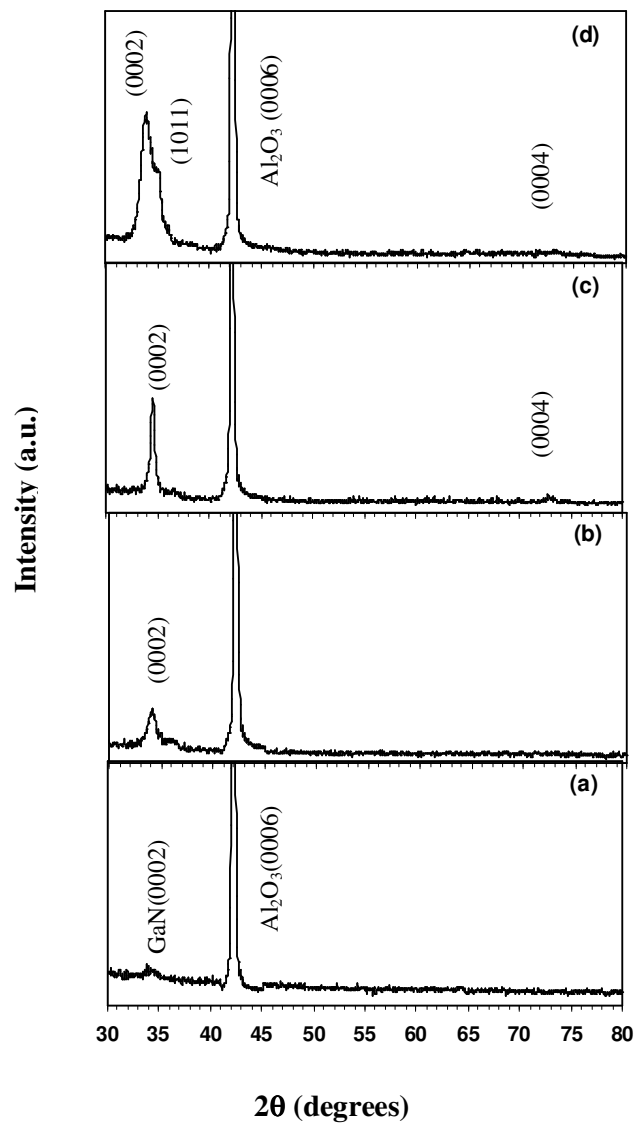 (d)
(0002)
(1011)
Al₂O₃ (0006)
(0004)
(c)
(0002)
(0004)
(b)
(0002)
(a)
GaN(0002)
Al₂O₃(0006)
Intensity (a.u.)
30 35 40 45 50 55 60 65 70 75 80
2θ (degrees)